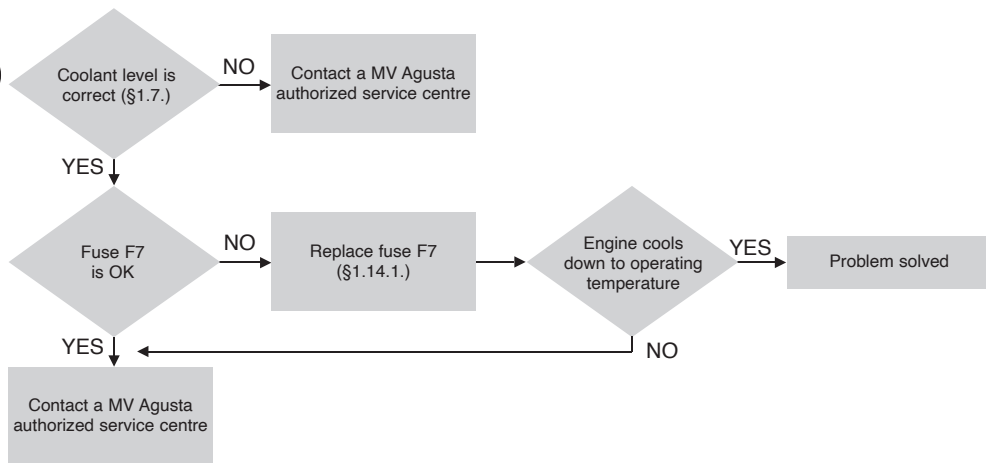 )
Coolant level is
correct (§1.7.)
NO
Contact a MV Agusta
authorized service centre
YES
Fuse F7
is OK
NO
Replace fuse F7
(§1.14.1.)
Engine cools
down to operating
temperature
YES
Problem solved
YES
NO
Contact a MV Agusta
authorized service centre